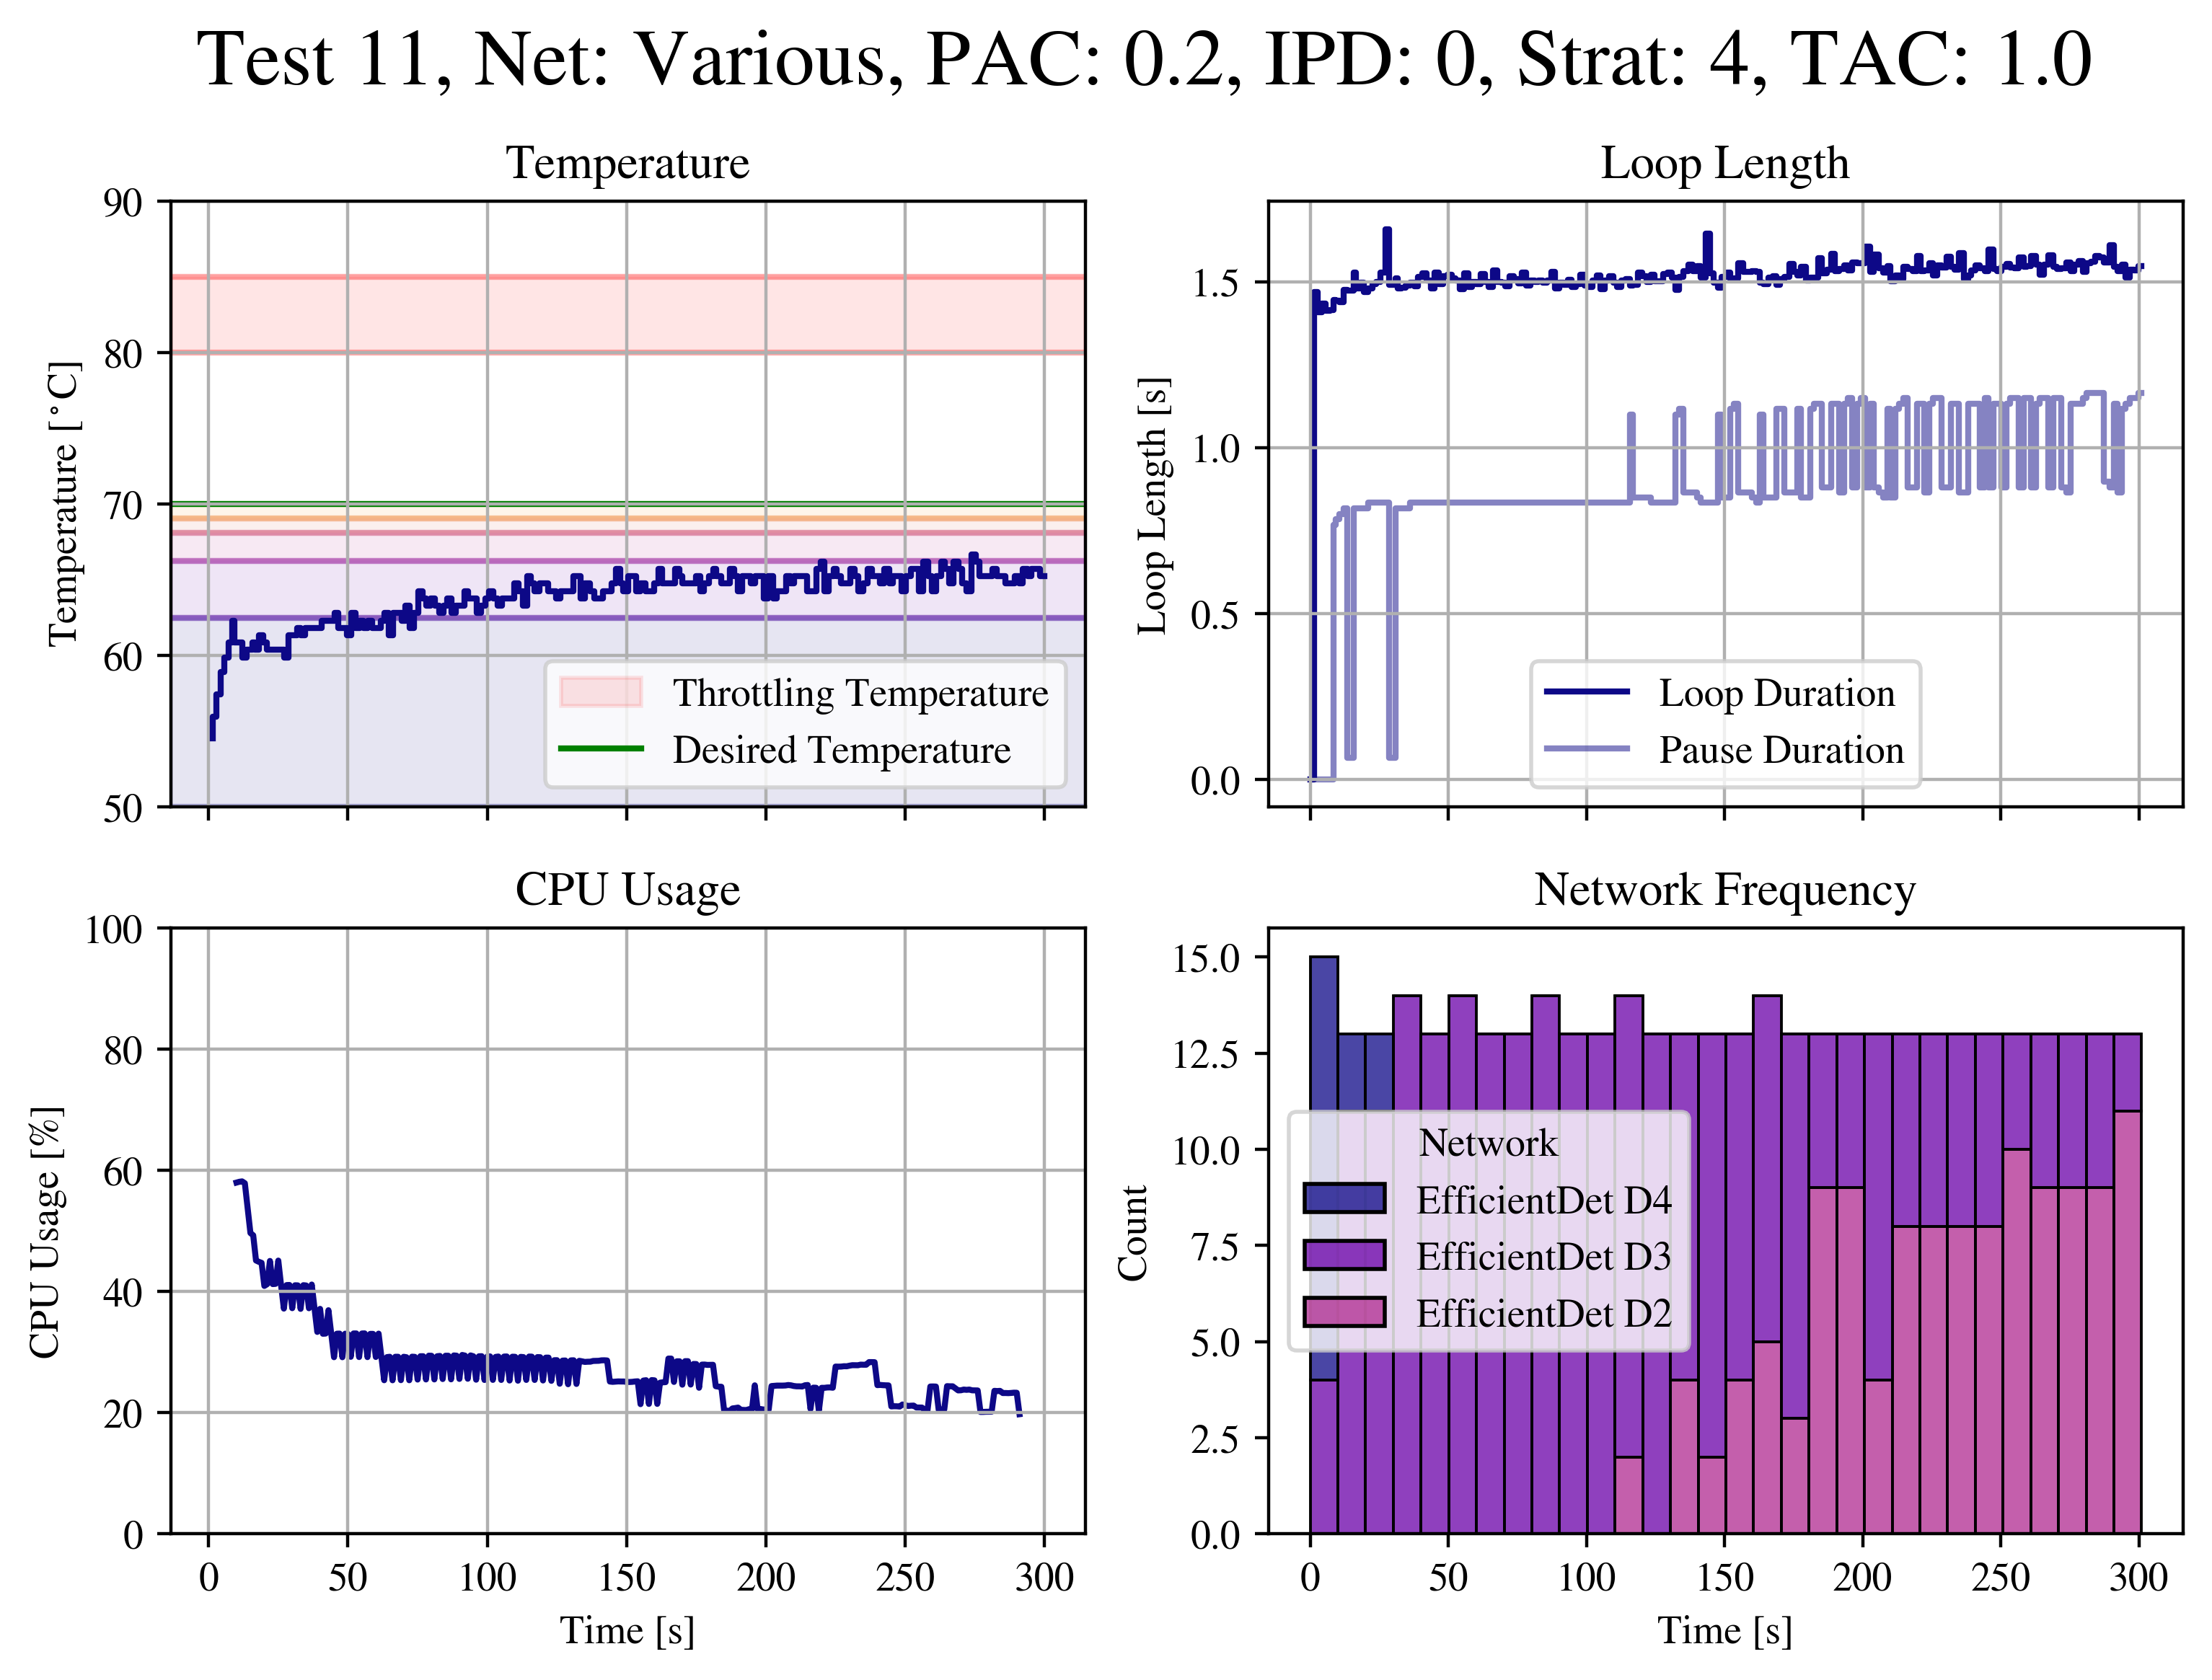 Test 11, Net: Various, PAC: 0.2, IPD: 0, Strat: 4, TAC: 1.0
Temperature
90
80
70
60
50
Temperature [°C]
Throttling Temperature
Desired Temperature
Loop Length
1.5
1.0
0.5
0.0
Loop Length [s]
Loop Duration
Pause Duration
CPU Usage
100
80
60
40
20
0
CPU Usage [%]
0 50 100 150 200 250 300
Time [s]
Network Frequency
15.0
12.5
10.0
7.5
5.0
2.5
0.0
Count
Network
EfficientDet D4
EfficientDet D3
EfficientDet D2
0 50 100 150 200 250 300
Time [s]